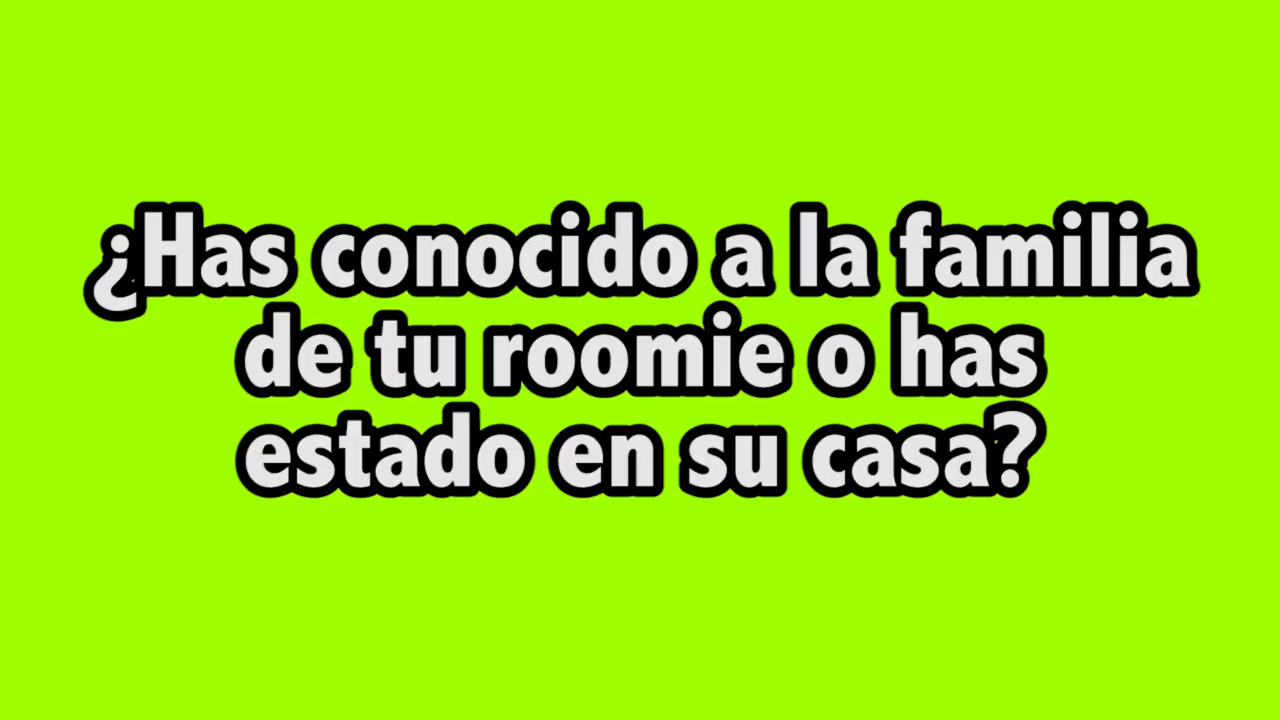 ¿Has conocido a la familia
de tu roomie o has
estado en su casa?